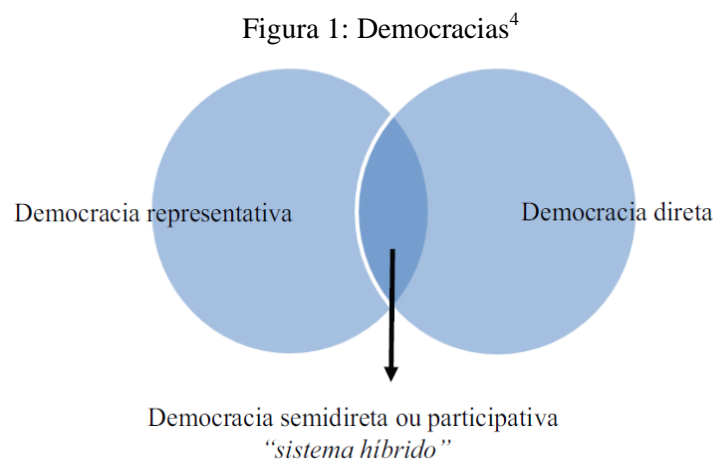 Figura 1: Democracias4
Democracia representativa
Democracia direta
Democracia semidireta ou participativa
“sistema híbrido”